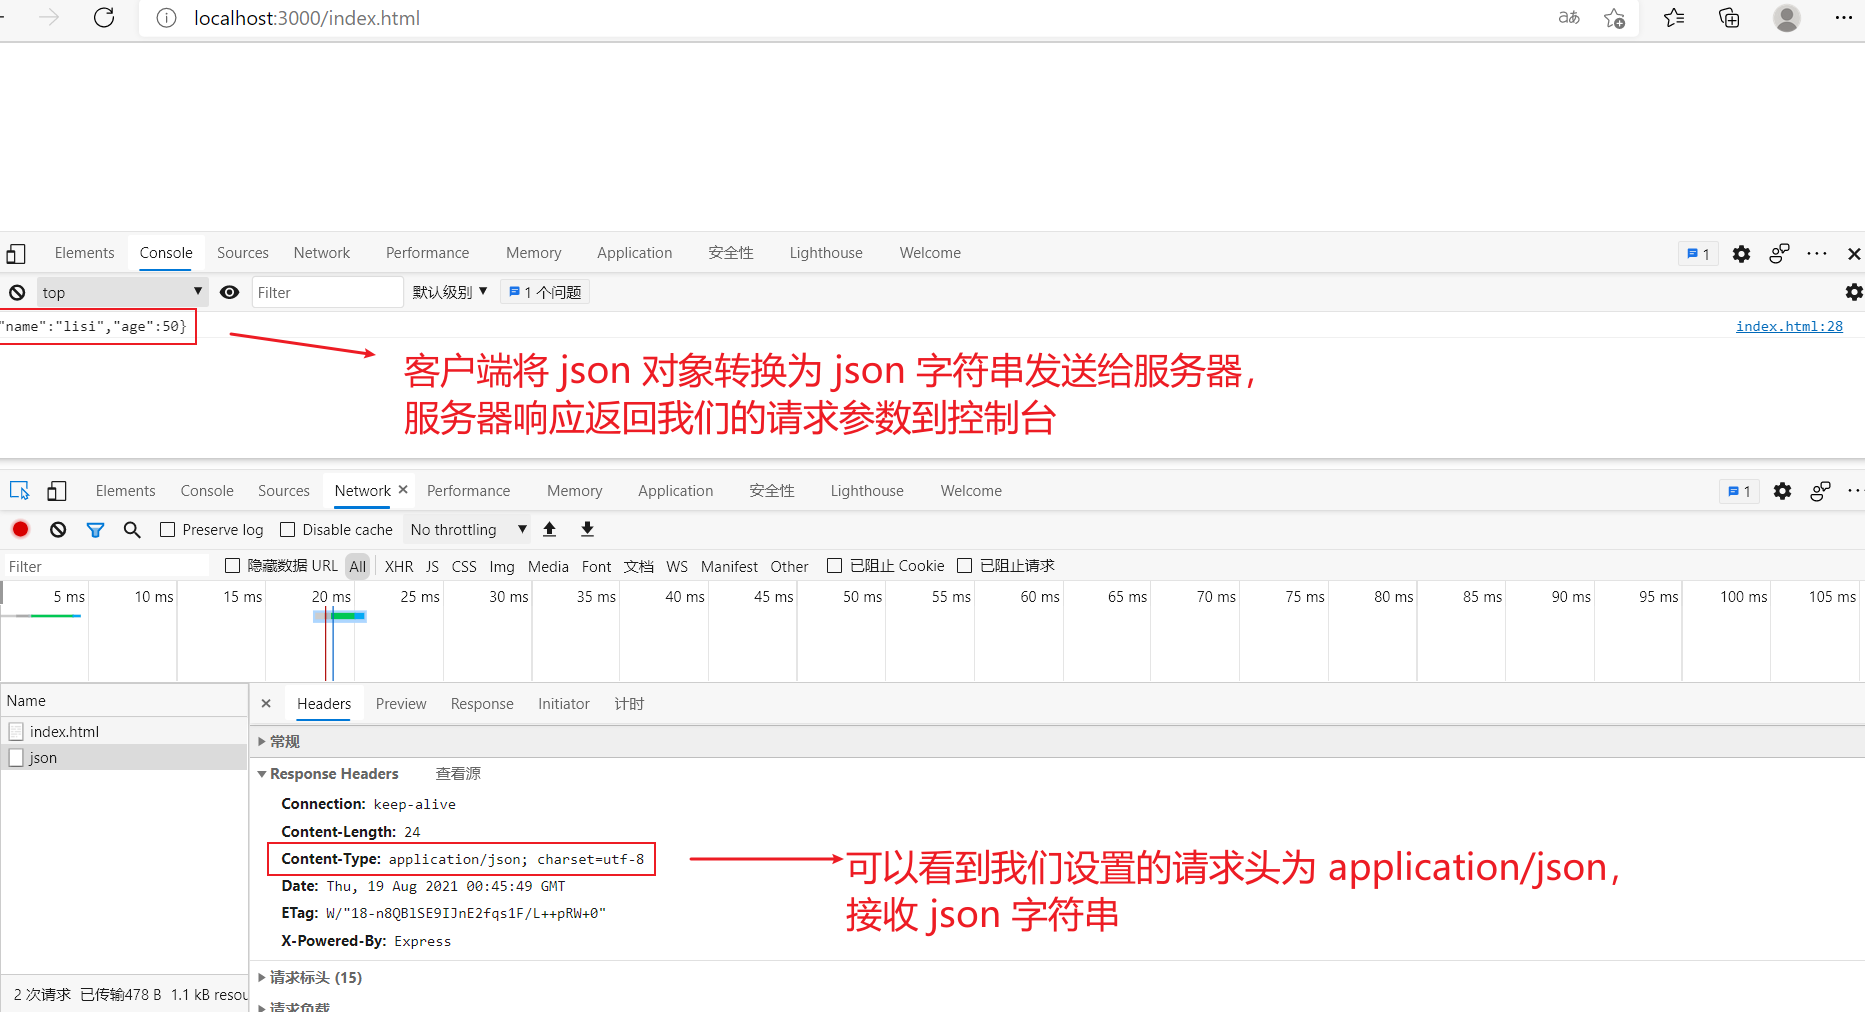 localhost:3000/index.html
aあ
Elements Console Sources Network Performance Memory Application 安全性 Lighthouse Welcome 1
top Filter 默认级别 1 个问题
"name":"lisi","age":50} index.html:28
客户端将 json 对象转换为 json 字符串发送给服务器，
服务器响应返回我们的请求参数到控制台
Elements Console Sources Network Performance Memory Application 安全性 Lighthouse Welcome 1
Preserve log Disable cache No throttling
Filter 隐藏数据 URL All XHR JS CSS Img Media Font 文档 WS Manifest Other 已阻止 Cookie 已阻止请求
5 ms 10 ms 15 ms 20 ms 25 ms 30 ms 35 ms 40 ms 45 ms 50 ms 55 ms 60 ms 65 ms 70 ms 75 ms 80 ms 85 ms 90 ms 95 ms 100 ms 105 ms
Name Headers Preview Response Initiator 计时
index.html
json
常规
Response Headers 查看源
Connection: keep-alive
Content-Length: 24
Content-Type: application/json; charset=utf-8
Date: Thu, 19 Aug 2021 00:45:49 GMT
ETag: W/"18-n8QBlSE9IJnE2fqs1F/L++pRW+0"
X-Powered-By: Express
可以看到我们设置的请求头为 application/json，
接收 json 字符串
请求标头 (15)
2 次请求 已传输478 B 1.1 kB resou
请求负载